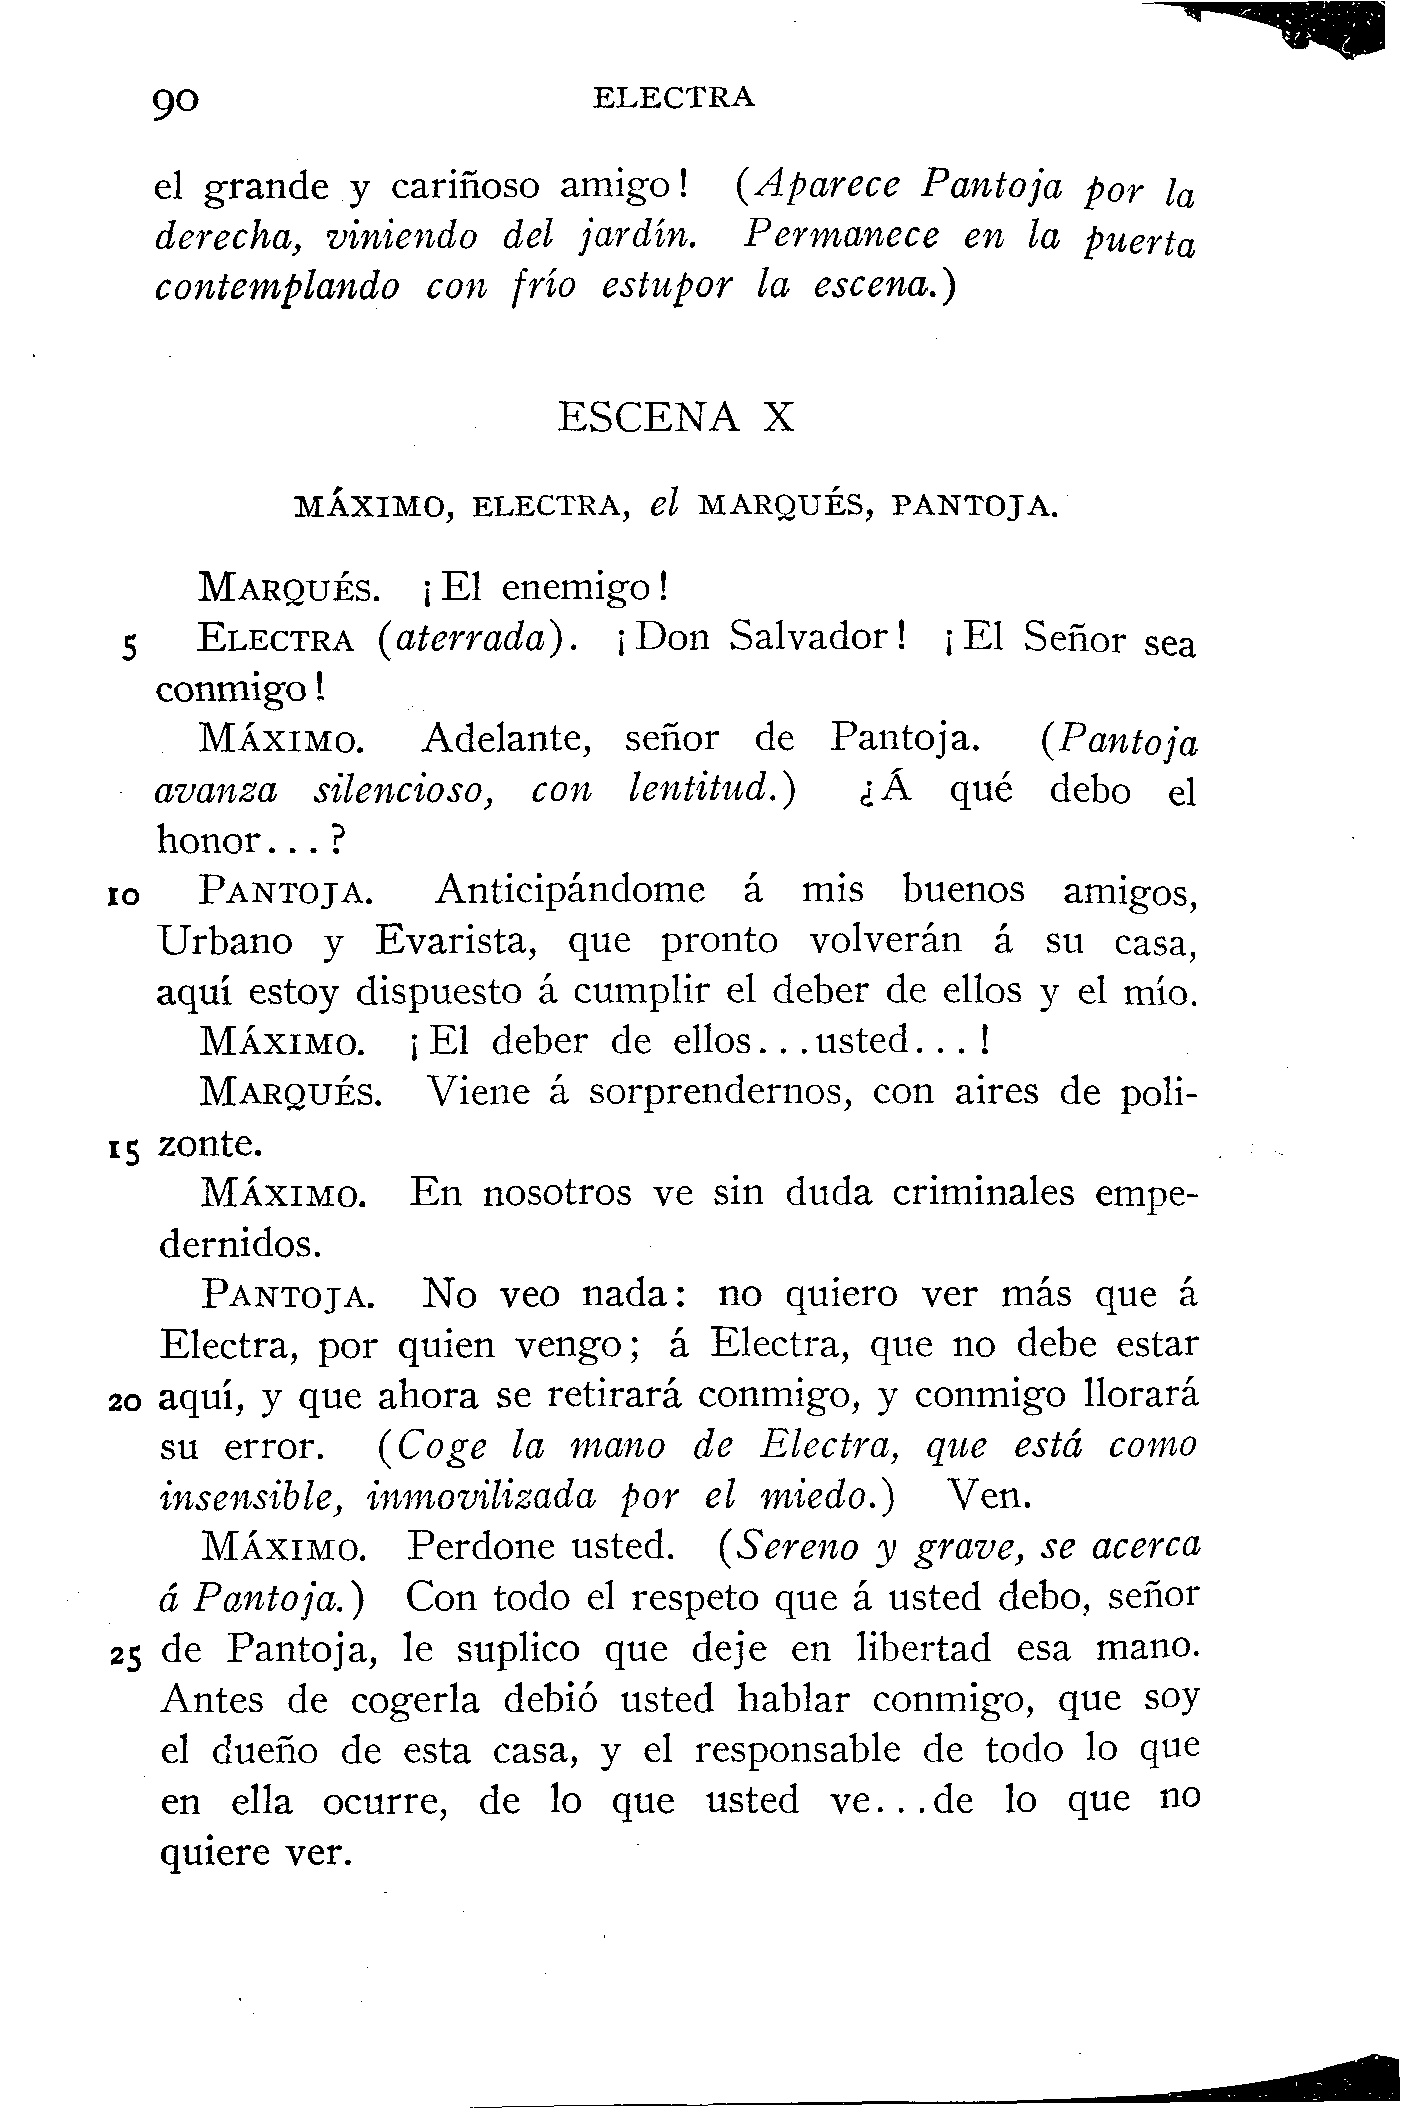 90 ELECTRA
el grande y cariñoso amigo! (Aparece Pantoja por la
derecha, viniendo del jardín. Permanece en la puerta
contemplando con frío estupor la escena.)
ESCENA X
MÁXIMO, ELECTRA, el MARQUÉS, PANTOJA.
MARQUÉS. ¡El enemigo!
5 ELECTRA (aterrada). ¡Don Salvador! ¡El Señor sea
conmigo!
MÁXIMO. Adelante, señor de Pantoja. (Pantoja
avanza silencioso, con lentitud.) ¿Á qué debo el
honor...?
10 PANTOJA. Anticipándome á mis buenos amigos,
Urbano y Evarista, que pronto volverán á su casa,
aquí estoy dispuesto á cumplir el deber de ellos y el mío.
MÁXIMO. ¡El deber de ellos...usted...!
MARQUÉS. Viene á sorprendernos, con aires de poli-
15 zonte.
MÁXIMO. En nosotros ve sin duda criminales empe-
dernidos.
PANTOJA. No veo nada: no quiero ver más que á
Electra, por quien vengo; á Electra, que no debe estar
20 aquí, y que ahora se retirará conmigo, y conmigo llorará
su error. (Coge la mano de Electra, que está como
insensible, inmovilizada por el miedo.) Ven.
MÁXIMO. Perdone usted. (Sereno y grave, se acerca
á Pantoja.) Con todo el respeto que á usted debo, señor
25 de Pantoja, le suplico que deje en libertad esa mano.
Antes de cogerla debió usted hablar conmigo, que soy
el dueño de esta casa, y el responsable de todo lo que
en ella ocurre, de lo que usted ve...de lo que no
quiere ver.